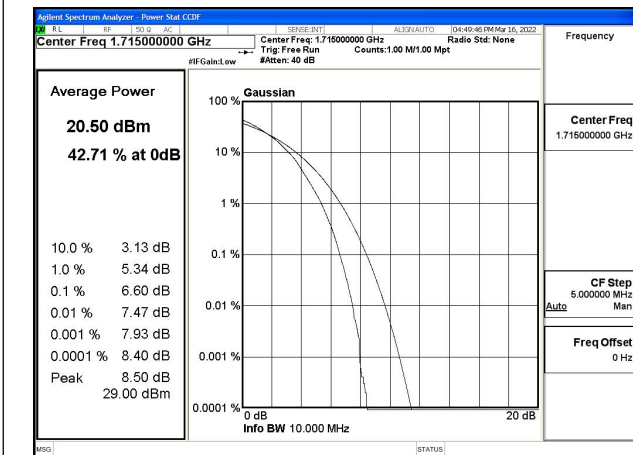 Agilent Spectrum Analyzer - Power Stat CCDF
RL RF 50 Ω AC SENSE:INT ALIGN AUTO 04:49:46 PM Mar 16, 2022
Center Freq 1.715000000 GHz Center Freq: 1.715000000 GHz Radio Std: None
Trig: Free Run Counts:1.00 M/1.00 Mpt
#IFGain:Low #Atten: 40 dB
Frequency
Average Power
20.50 dBm
42.71 % at 0dB
10.0 % 3.13 dB
1.0 % 5.34 dB
0.1 % 6.60 dB
0.01 % 7.47 dB
0.001 % 7.93 dB
0.0001 % 8.40 dB
Peak 8.50 dB
29.00 dBm
Gaussian
100 %
10 %
1 %
0.1 %
0.01 %
0.001 %
0.0001 %
0 dB 20 dB
Info BW 10.000 MHz
Center Freq
1.715000000 GHz
CF Step
5.000000 MHz
Auto Man
Freq Offset
0 Hz
MSG STATUS